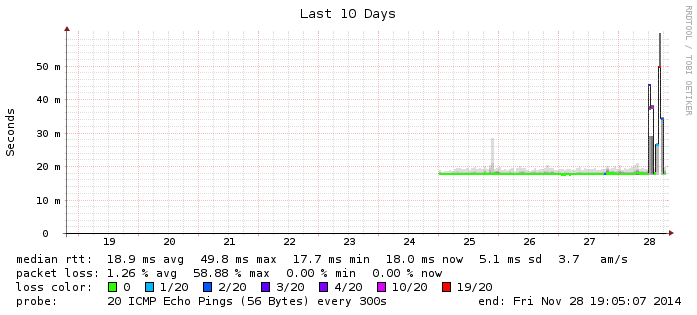 Last 10 Days
RRDTOOL / TOBI OETIKER
Seconds
50 m
40 m
30 m
20 m
10 m
0
19 20 21 22 23 24 25 26 27 28
median rtt: 18.9 ms avg 49.8 ms max 17.7 ms min 18.0 ms now 5.1 ms sd 3.7 am/s
packet loss: 1.26 % avg 58.88 % max 0.00 % min 0.00 % now
loss color: 0 1/20 2/20 3/20 4/20 10/20 19/20
probe: 20 ICMP Echo Pings (56 Bytes) every 300s end: Fri Nov 28 19:05:07 2014